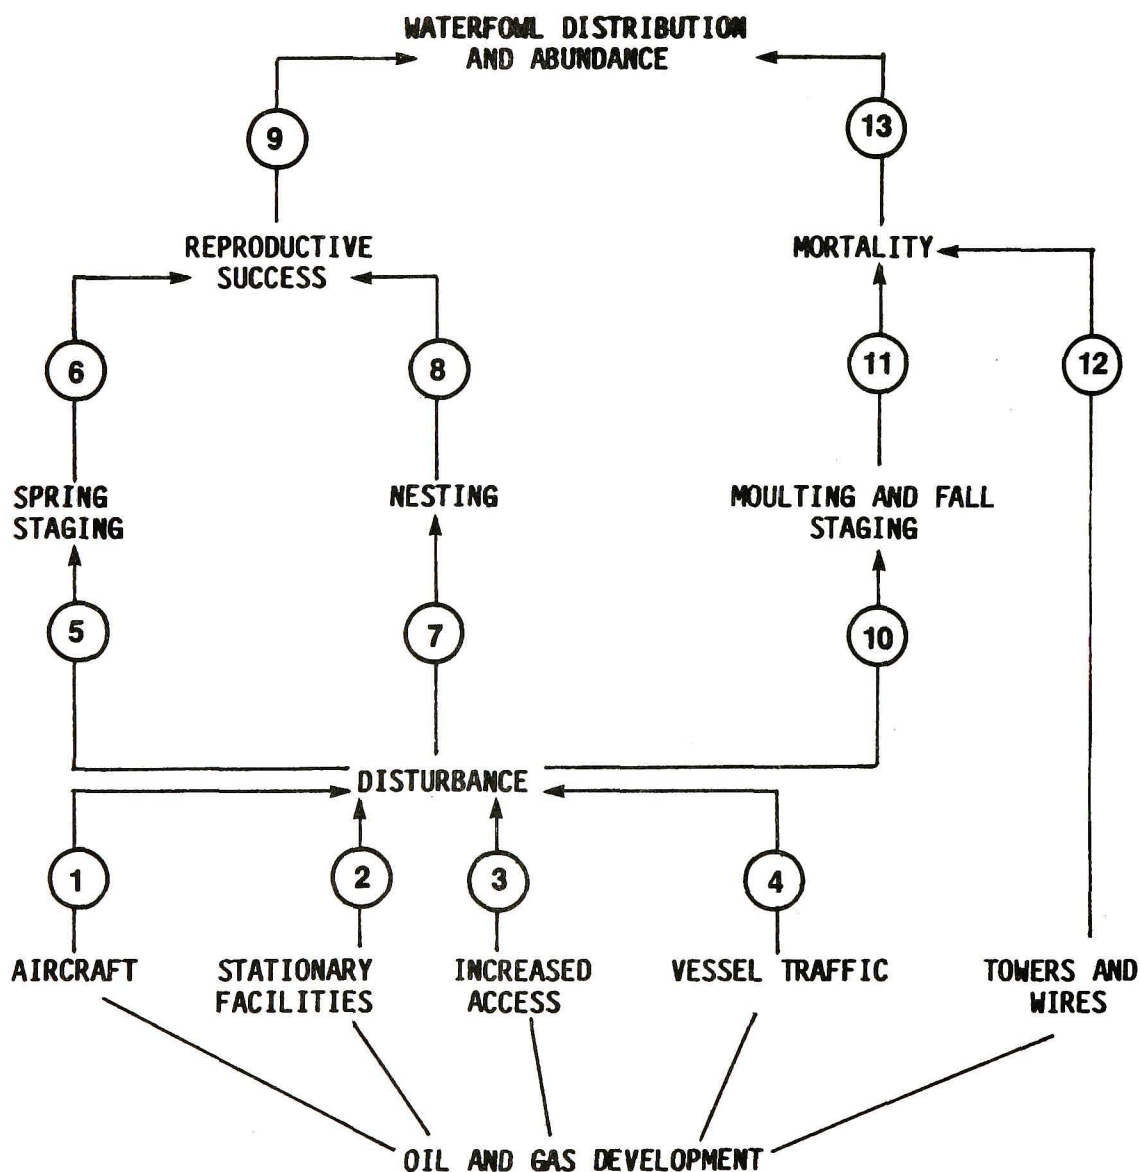 WATERFOWL DISTRIBUTION
AND ABUNDANCE
9
13
REPRODUCTIVE
SUCCESS
MORTALITY
6
8
11
12
SPRING
STAGING
NESTING
MOULTING AND FALL
STAGING
5
7
10
DISTURBANCE
1
2
3
4
AIRCRAFT
STATIONARY
FACILITIES
INCREASED
ACCESS
VESSEL TRAFFIC
TOWERS AND
WIRES
OIL AND GAS DEVELOPMENT